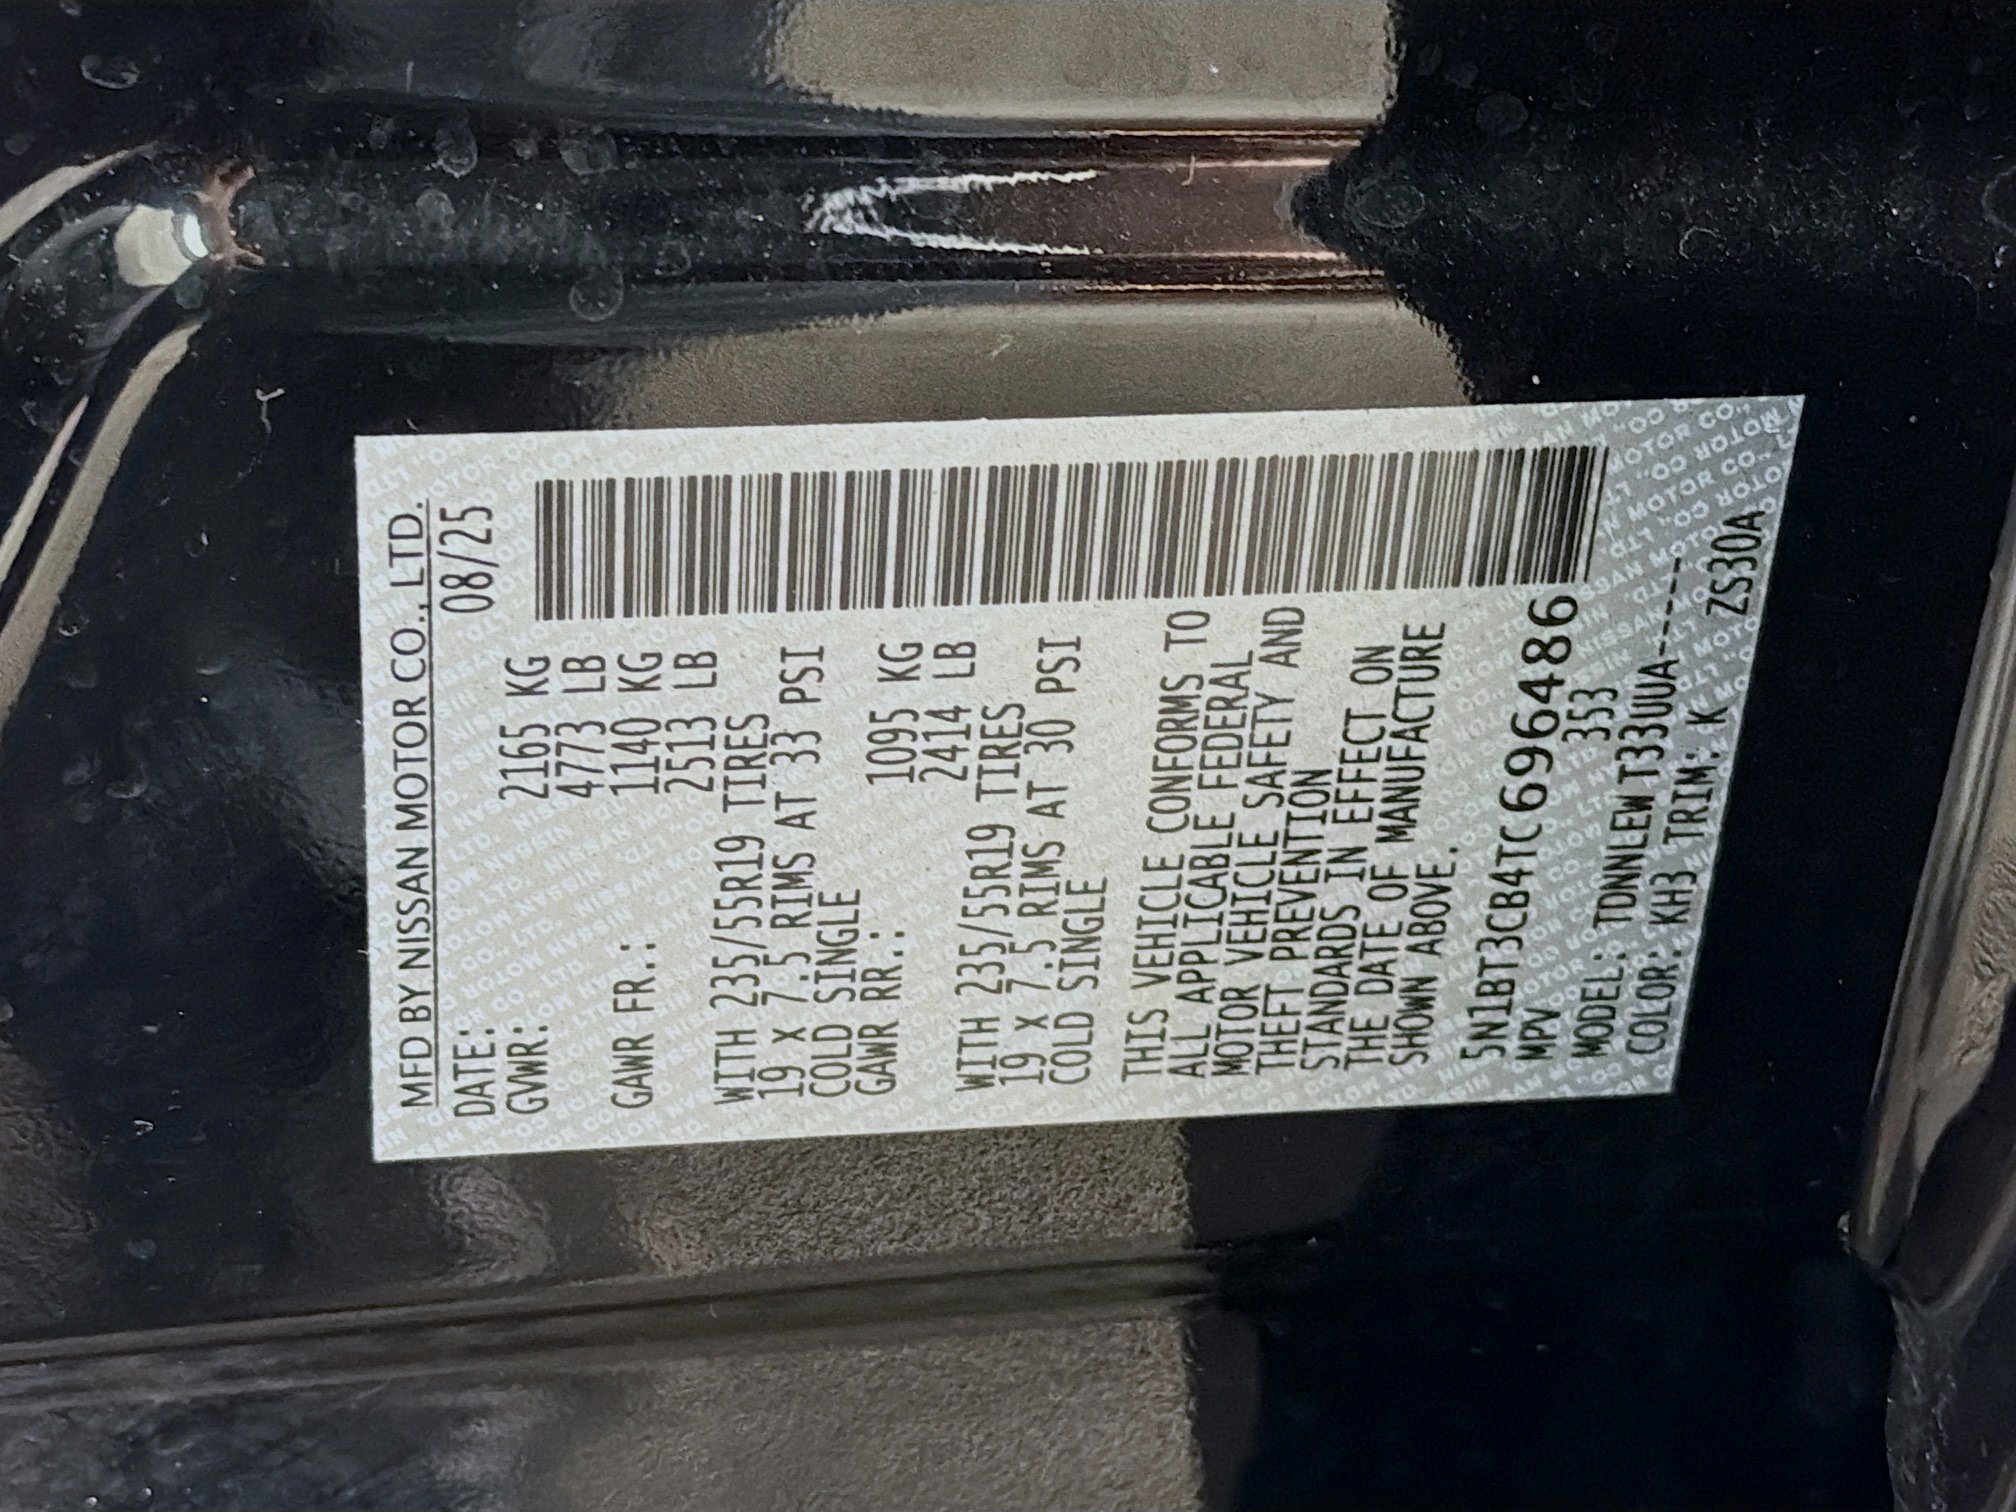 MFD BY NISSAN MOTOR CO., LTD.
DATE: 08/25
GVWR: 2165 KG
4773 LB
GAWR FR.: 1140 KG
2513 LB
WITH 235/55R19 TIRES
19 X 7.5 RIMS AT 33 PSI
COLD SINGLE
GAWR RR.: 1095 KG
2414 LB
WITH 235/55R19 TIRES
19 X 7.5 RIMS AT 30 PSI
COLD SINGLE
THIS VEHICLE CONFORMS TO
ALL APPLICABLE FEDERAL
MOTOR VEHICLE SAFETY AND
THEFT PREVENTION
STANDARDS IN EFFECT ON
THE DATE OF MANUFACTURE
SHOWN ABOVE.
5N1BT3CB4TC696486
MPV 353
MODEL: TDNNLEW T33UUA-----
COLOR: KH3 TRIM: K ZS30A